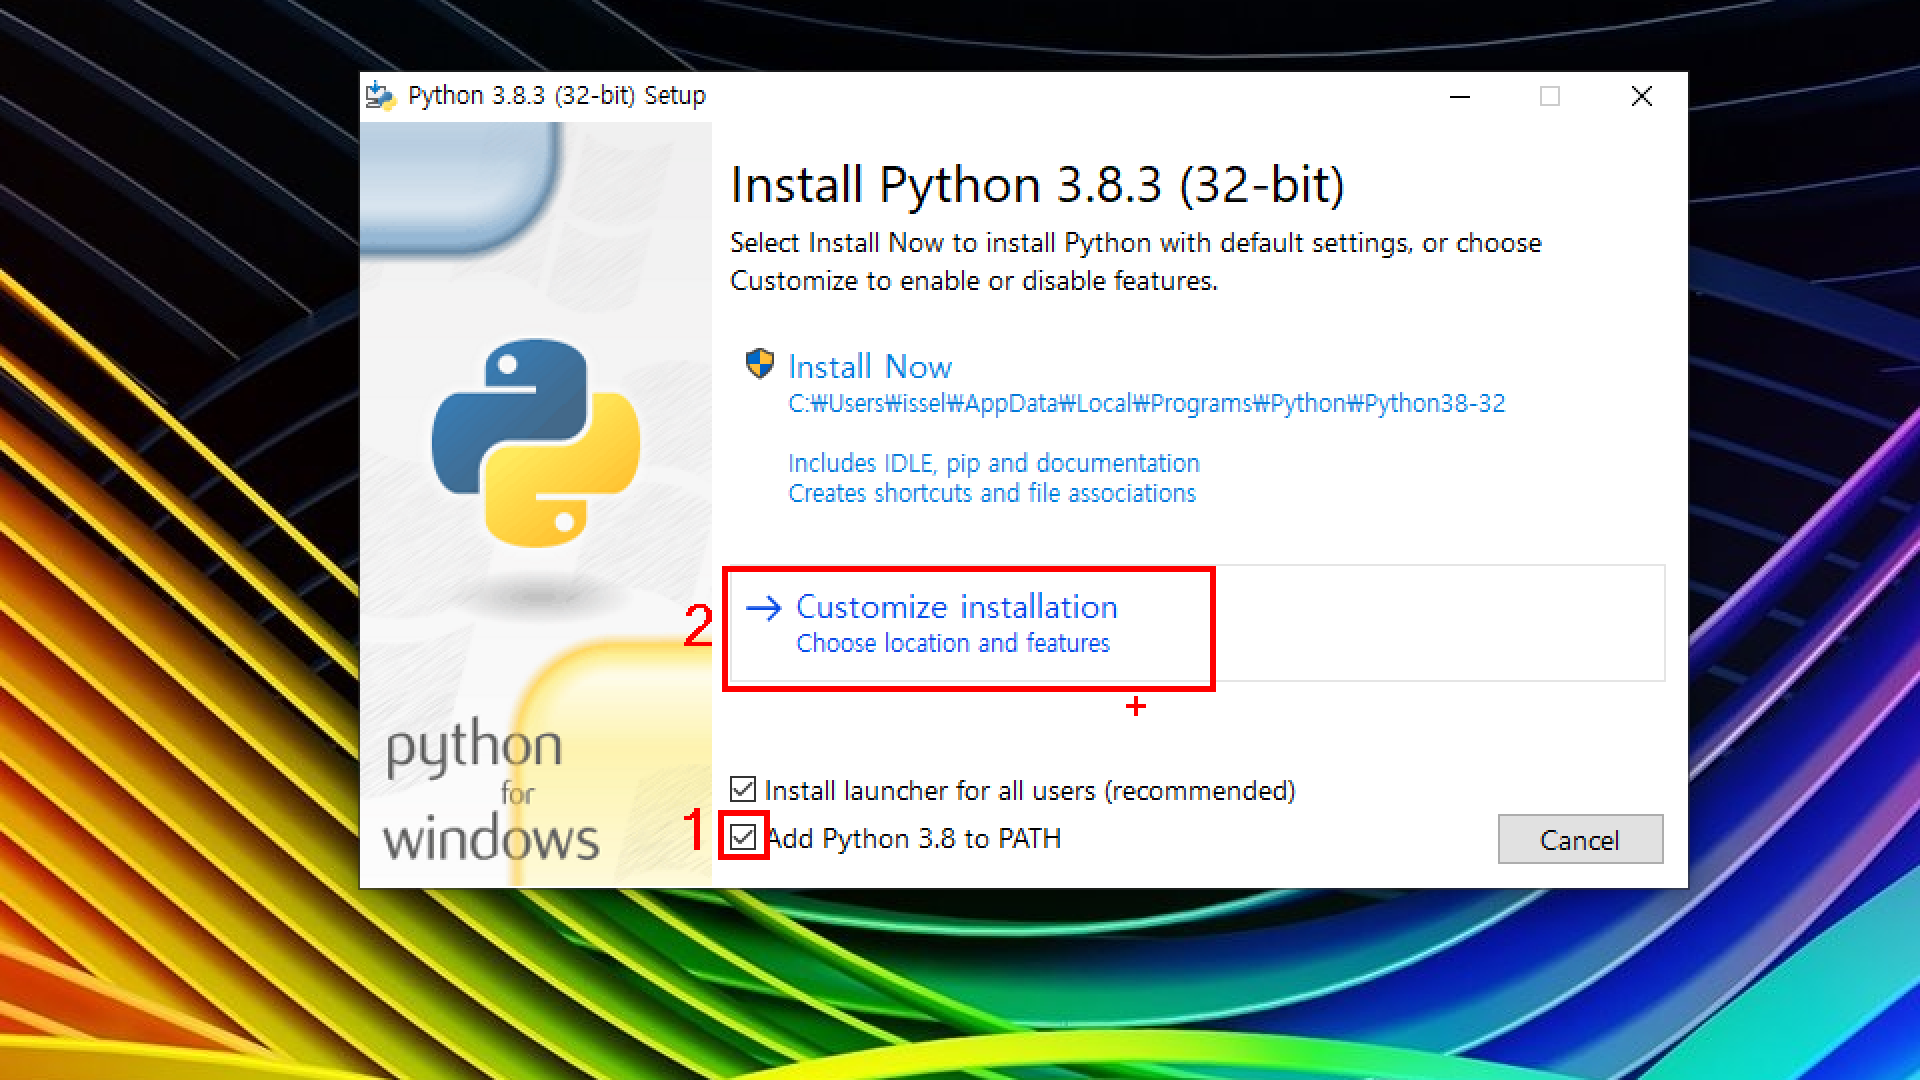 Python 3.8.3 (32-bit) Setup
Install Python 3.8.3 (32-bit)
Select Install Now to install Python with default settings, or choose
Customize to enable or disable features.
Install Now
C:₩Users₩issel₩AppData₩Local₩Programs₩Python₩Python38-32
Includes IDLE, pip and documentation
Creates shortcuts and file associations
2
→ Customize installation
Choose location and features
+
python
for
windows
Install launcher for all users (recommended)
1
Add Python 3.8 to PATH
Cancel